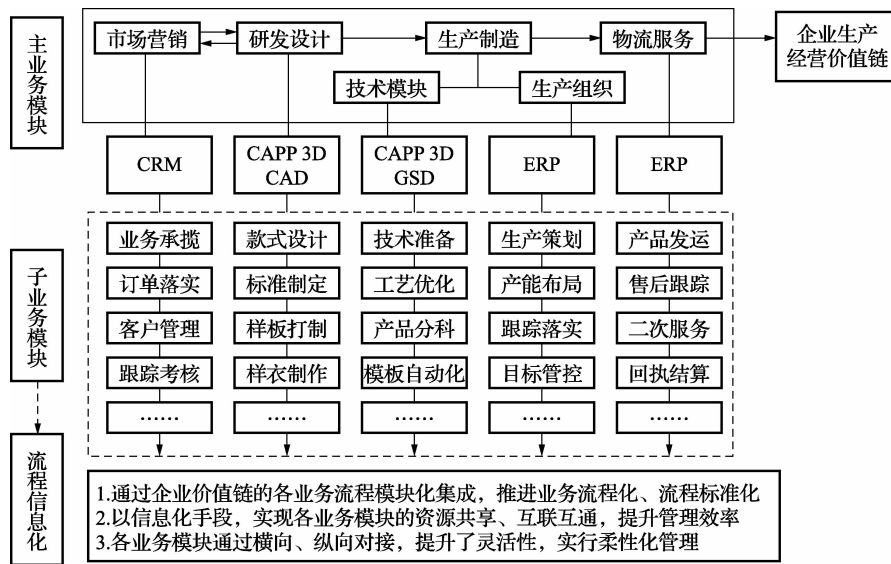 主业务模块
市场营销
研发设计
生产制造
物流服务
企业生产
经营价值链
技术模块
生产组织
CRM
CAPP 3D
CAD
CAPP 3D
GSD
ERP
ERP
子业务模块
业务承揽
款式设计
技术准备
生产策划
产品发运
订单落实
标准制定
工艺优化
产能布局
售后跟踪
客户管理
样板打制
产品分科
跟踪落实
二次服务
跟踪考核
样衣制作
模板自动化
目标管控
回执结算
……
……
……
……
……
流程信息化
1.通过企业价值链的各业务流程模块化集成，推进业务流程化、流程标准化
2.以信息化手段，实现各业务模块的资源共享、互联互通，提升管理效率
3.各业务模块通过横向、纵向对接，提升了灵活性，实行柔性化管理